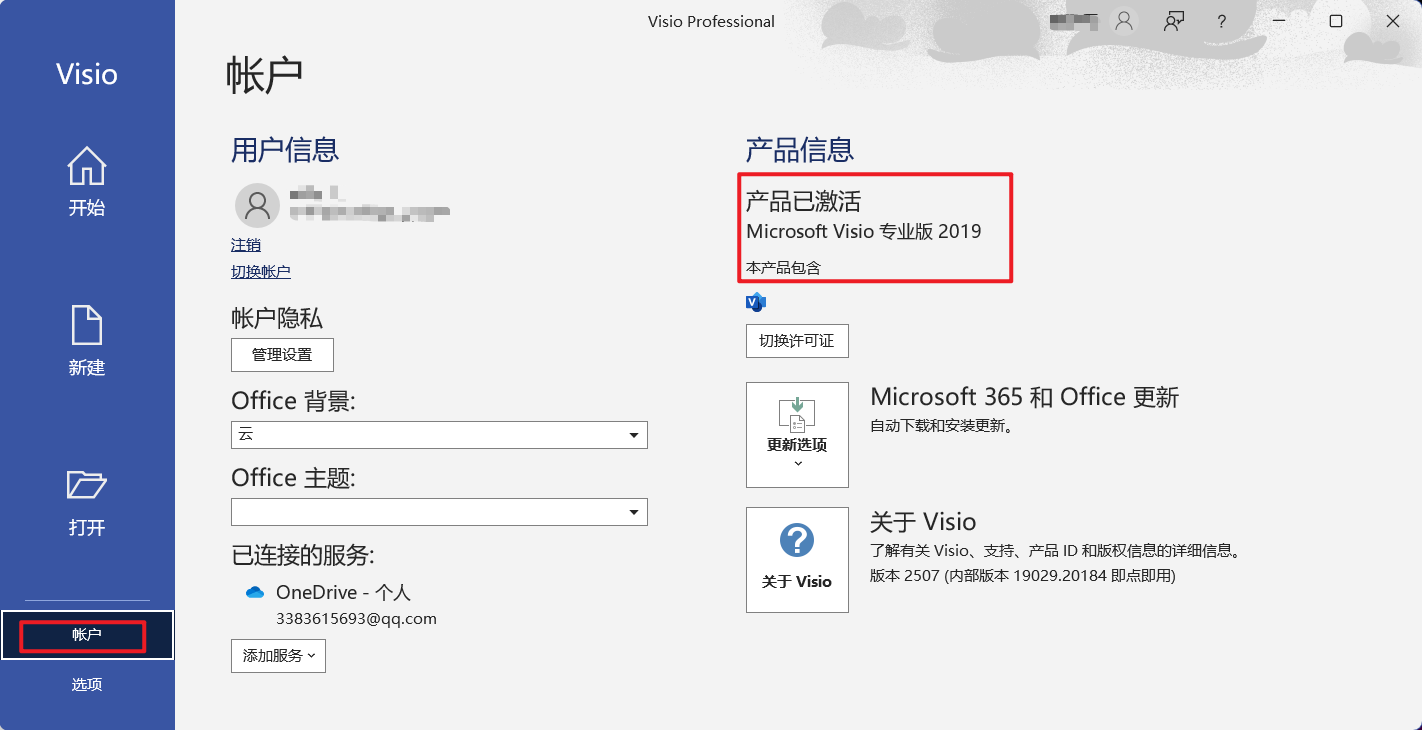 Visio Professional
?
Visio
开始
新建
打开
帐户
选项
帐户
用户信息
注销
切换帐户
帐户隐私
管理设置
Office 背景:
云
Office 主题:
已连接的服务:
OneDrive - 个人
3383615693@qq.com
添加服务
产品信息
产品已激活
Microsoft Visio 专业版 2019
本产品包含
V
切换许可证
更新选项
Microsoft 365 和 Office 更新
自动下载和安装更新。
?
关于 Visio
关于 Visio
了解有关 Visio、支持、产品 ID 和版权信息的详细信息。
版本 2507 (内部版本 19029.20184 即点即用)